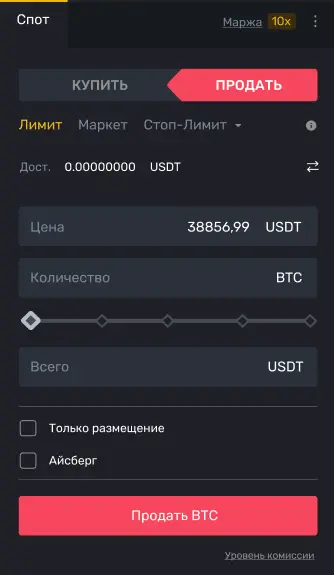 Спот Маржа 10x
КУПИТЬ ПРОДАТЬ
Лимит Маркет Стоп-Лимит
Дост. 0.00000000 USDT
Цена 38856,99 USDT
Количество BTC
Всего USDT
Только размещение
Айсберг
Продать BTC
Уровень комиссии